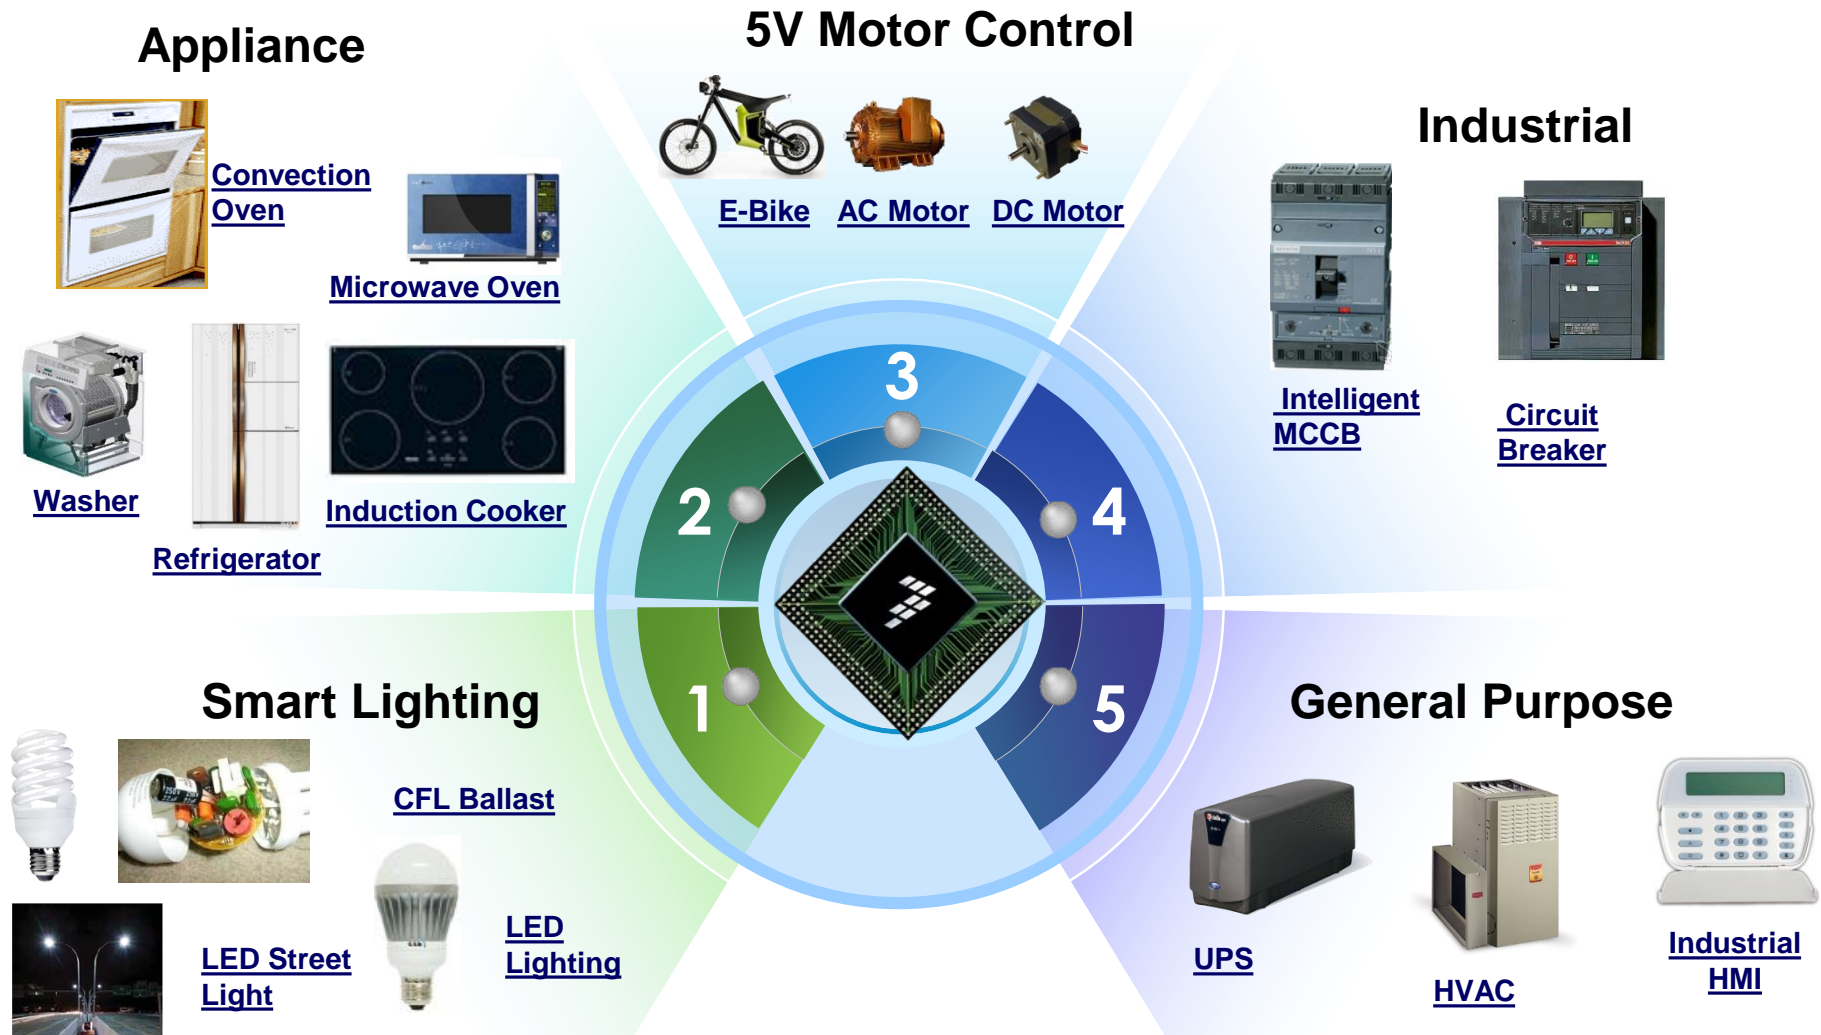 Appliance
5V Motor Control
Industrial
Convection
Oven
Microwave Oven
Washer
Refrigerator
Induction Cooker
E-Bike
AC Motor
DC Motor
Intelligent
MCCB
Circuit
Breaker
3
2
4
1
5
Smart Lighting
CFL Ballast
LED Street
Light
LED
Lighting
General Purpose
UPS
HVAC
Industrial
HMI